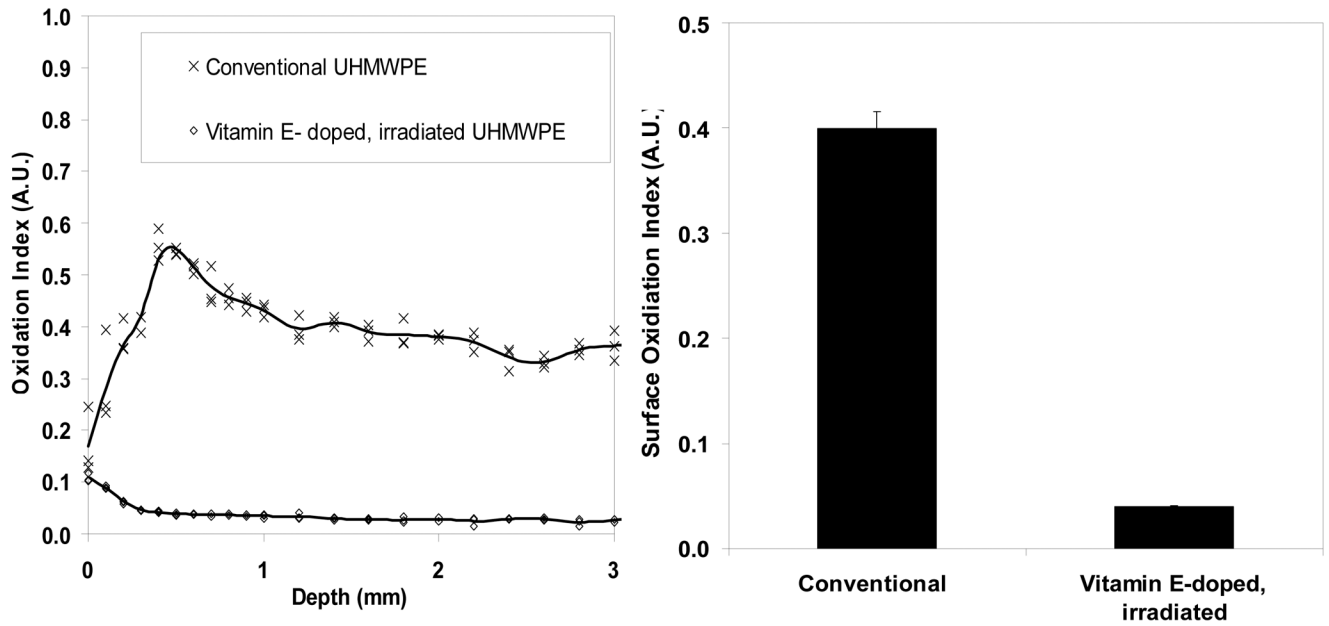 1.0
0.9
0.8
0.7
0.6
0.5
0.4
0.3
0.2
0.1
0.0
Oxidation Index (A.U.)
Conventional UHMWPE
Vitamin E- doped, irradiated UHMWPE
0 1 2 3
Depth (mm)
0.5
0.4
0.3
0.2
0.1
0.0
Surface Oxidiation Index (A.U.)
Conventional
Vitamin E-doped,
irradiated